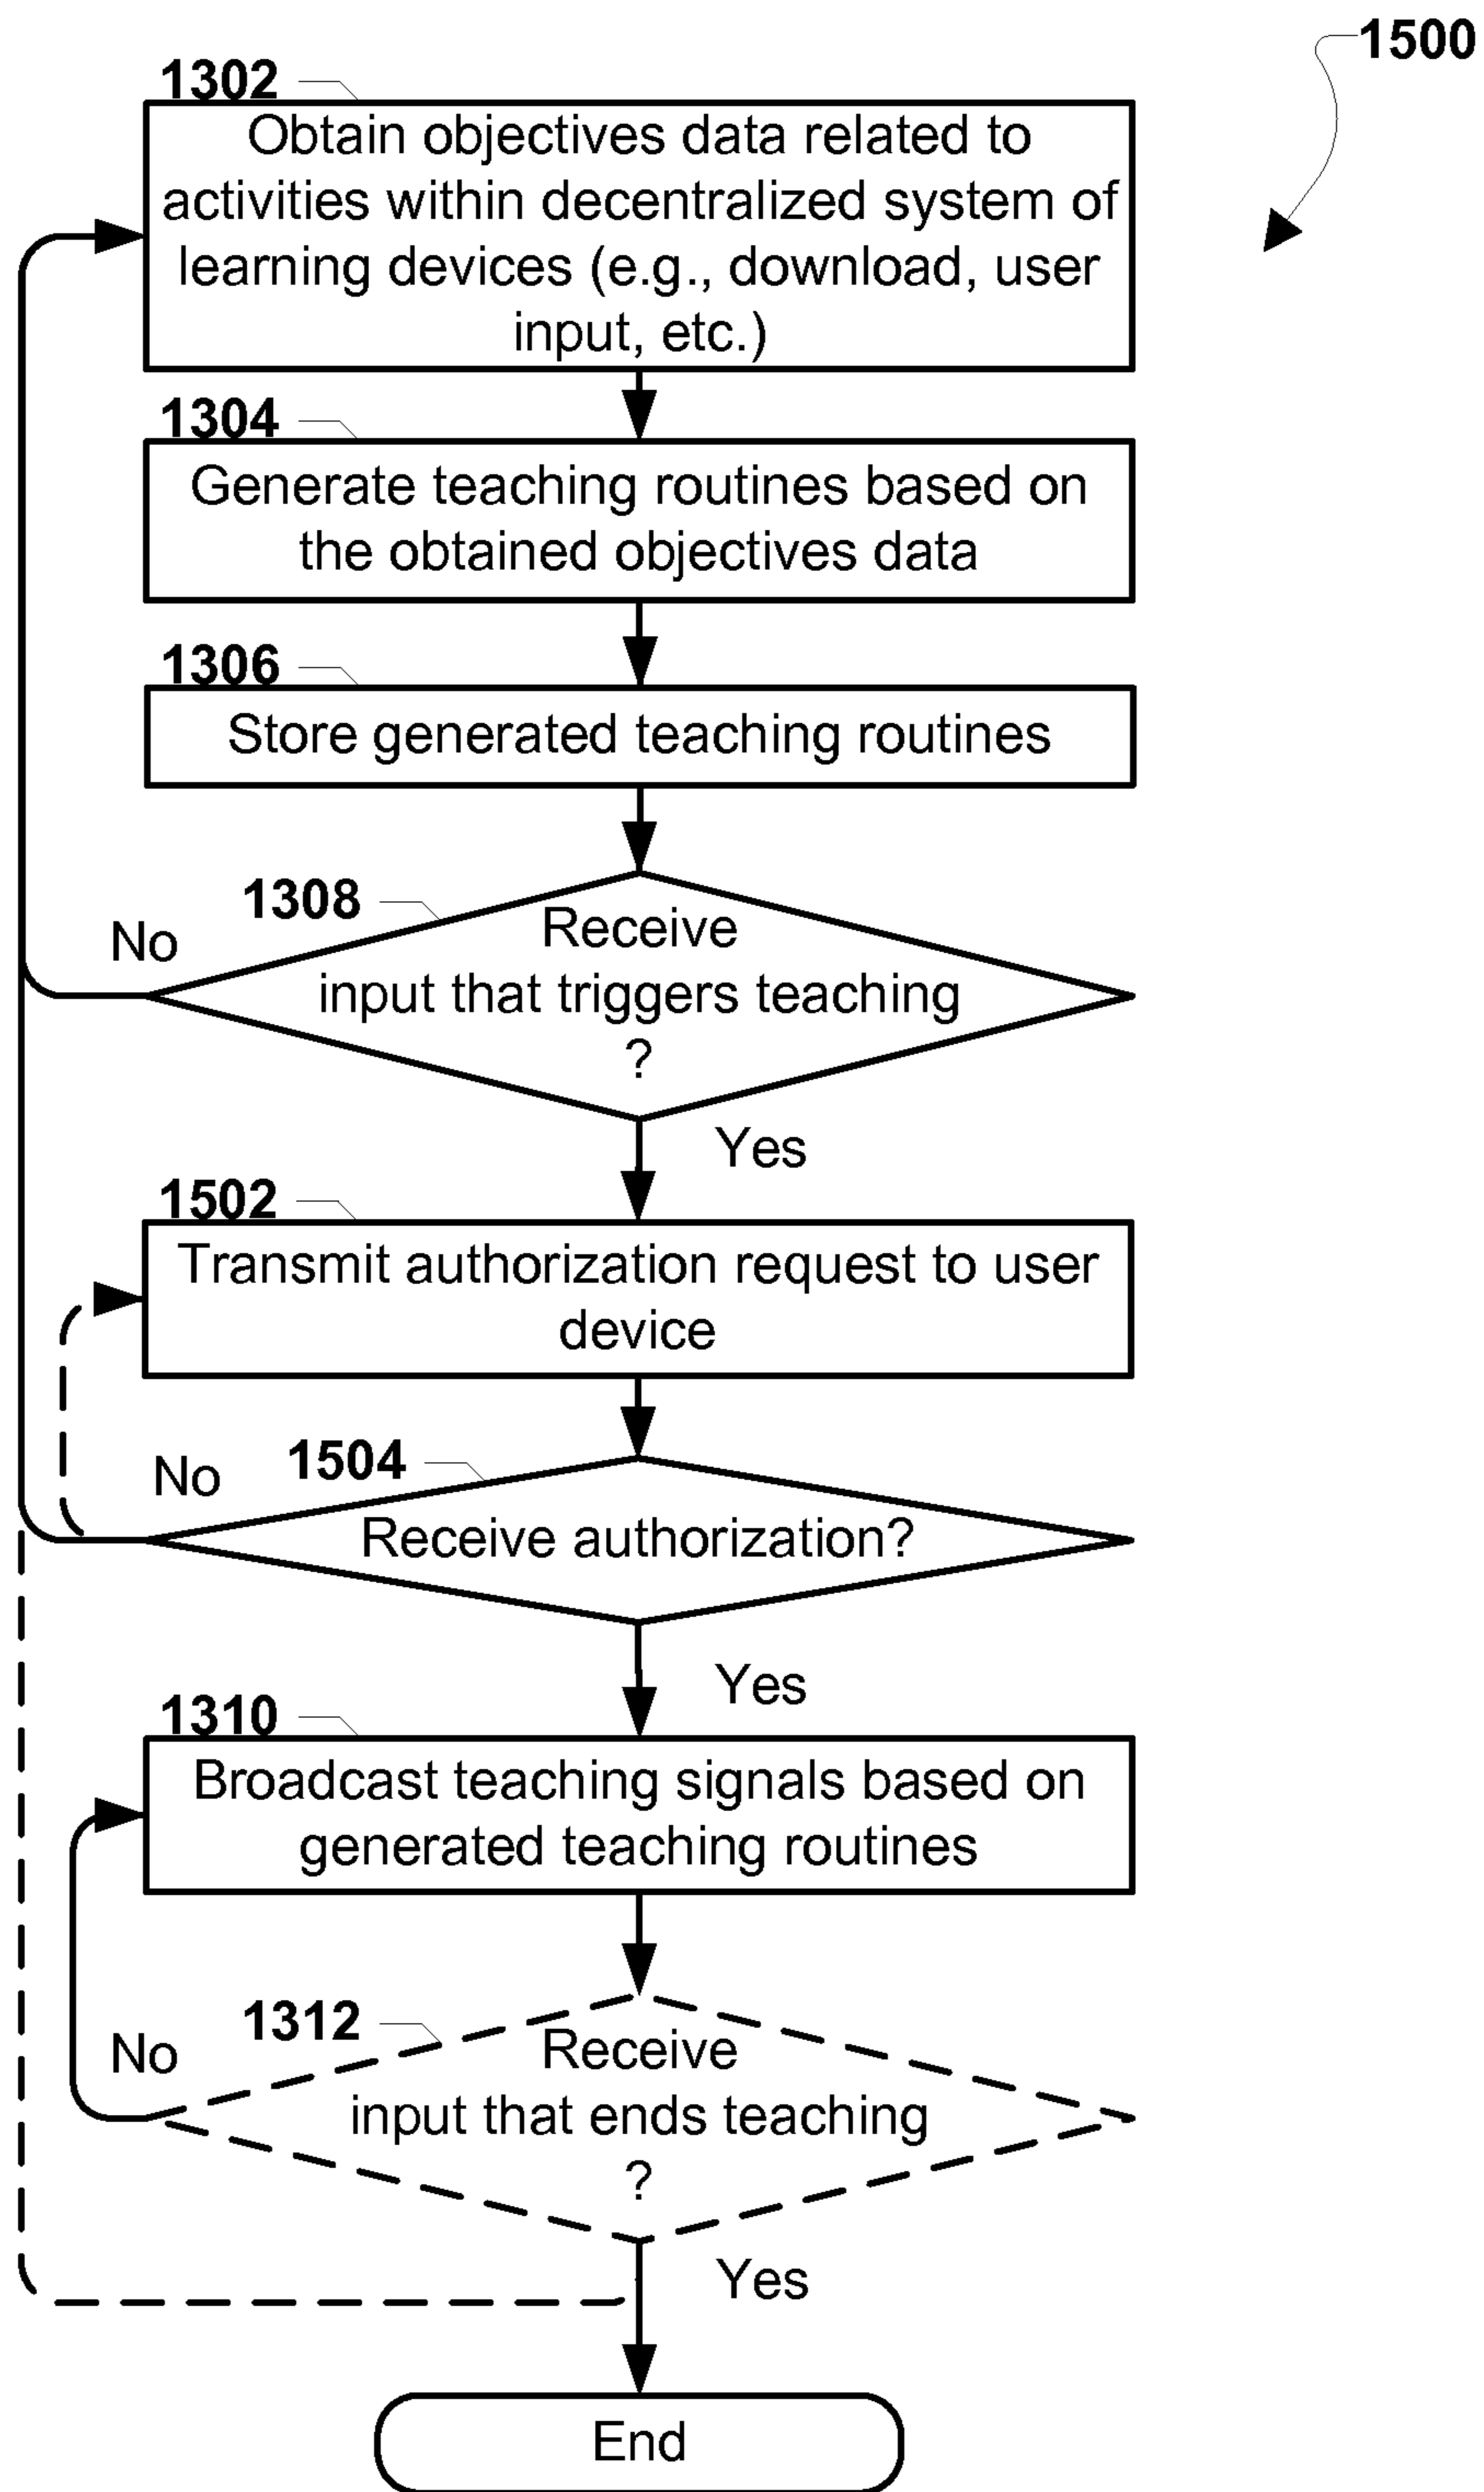 1500
1302
Obtain objectives data related to
activities within decentralized system of
learning devices (e.g., download, user
input, etc.)
1304
Generate teaching routines based on
the obtained objectives data
1306
Store generated teaching routines
1308
No
Receive
input that triggers teaching
?
Yes
1502
Transmit authorization request to user
device
No
1504
Receive authorization?
Yes
1310
Broadcast teaching signals based on
generated teaching routines
1312
No
Receive
input that ends teaching
?
Yes
End